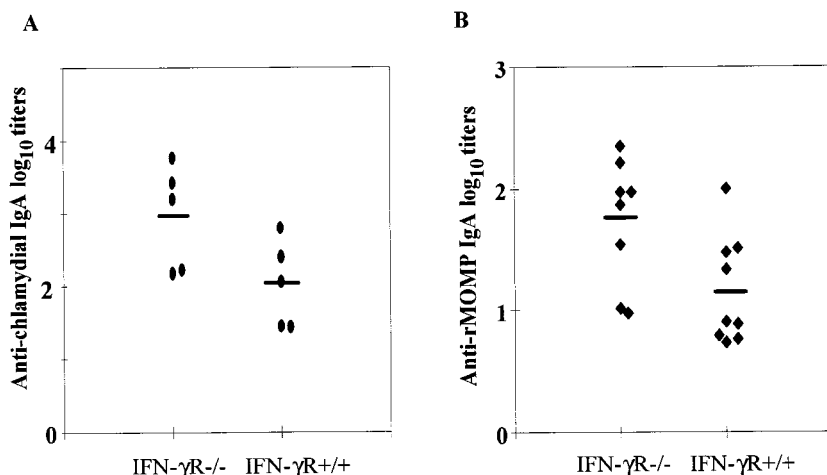 A
Anti-chlamydial IgA log10 titers
4
2
0
IFN-γR-/- IFN-γR+/+
B
Anti-rMOMP IgA log10 titers
3
2
1
0
IFN-γR-/- IFN-γR+/+